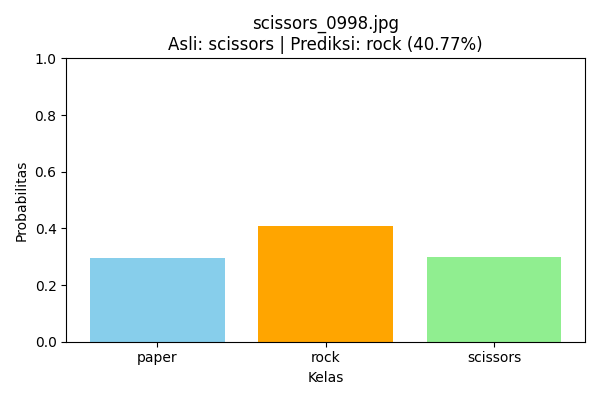 scissors_0998.jpg
Asli: scissors | Prediksi: rock (40.77%)
1.0
0.8
0.6
0.4
0.2
0.0
Probabilitas
paper rock scissors
Kelas